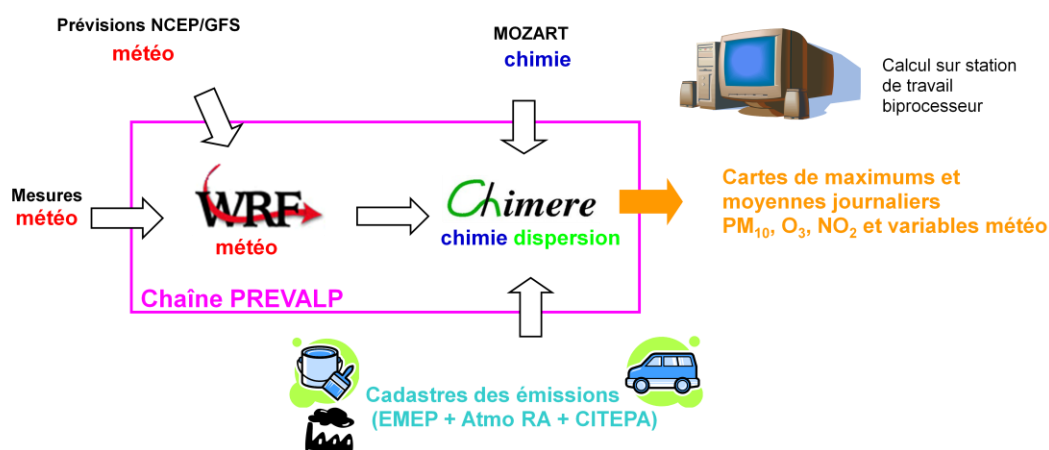 Prévisions NCEP/GFS
météo
MOZART
chimie
Calcul sur station
de travail
biprocesseur
Mesures
météo
WRF
météo
Chimere
chimie dispersion
Cartes de maximums et
moyennes journaliers
PM₁₀, O₃, NO₂ et variables météo
Chaîne PREVALP
Cadastres des émissions
(EMEP + Atmo RA + CITEPA)